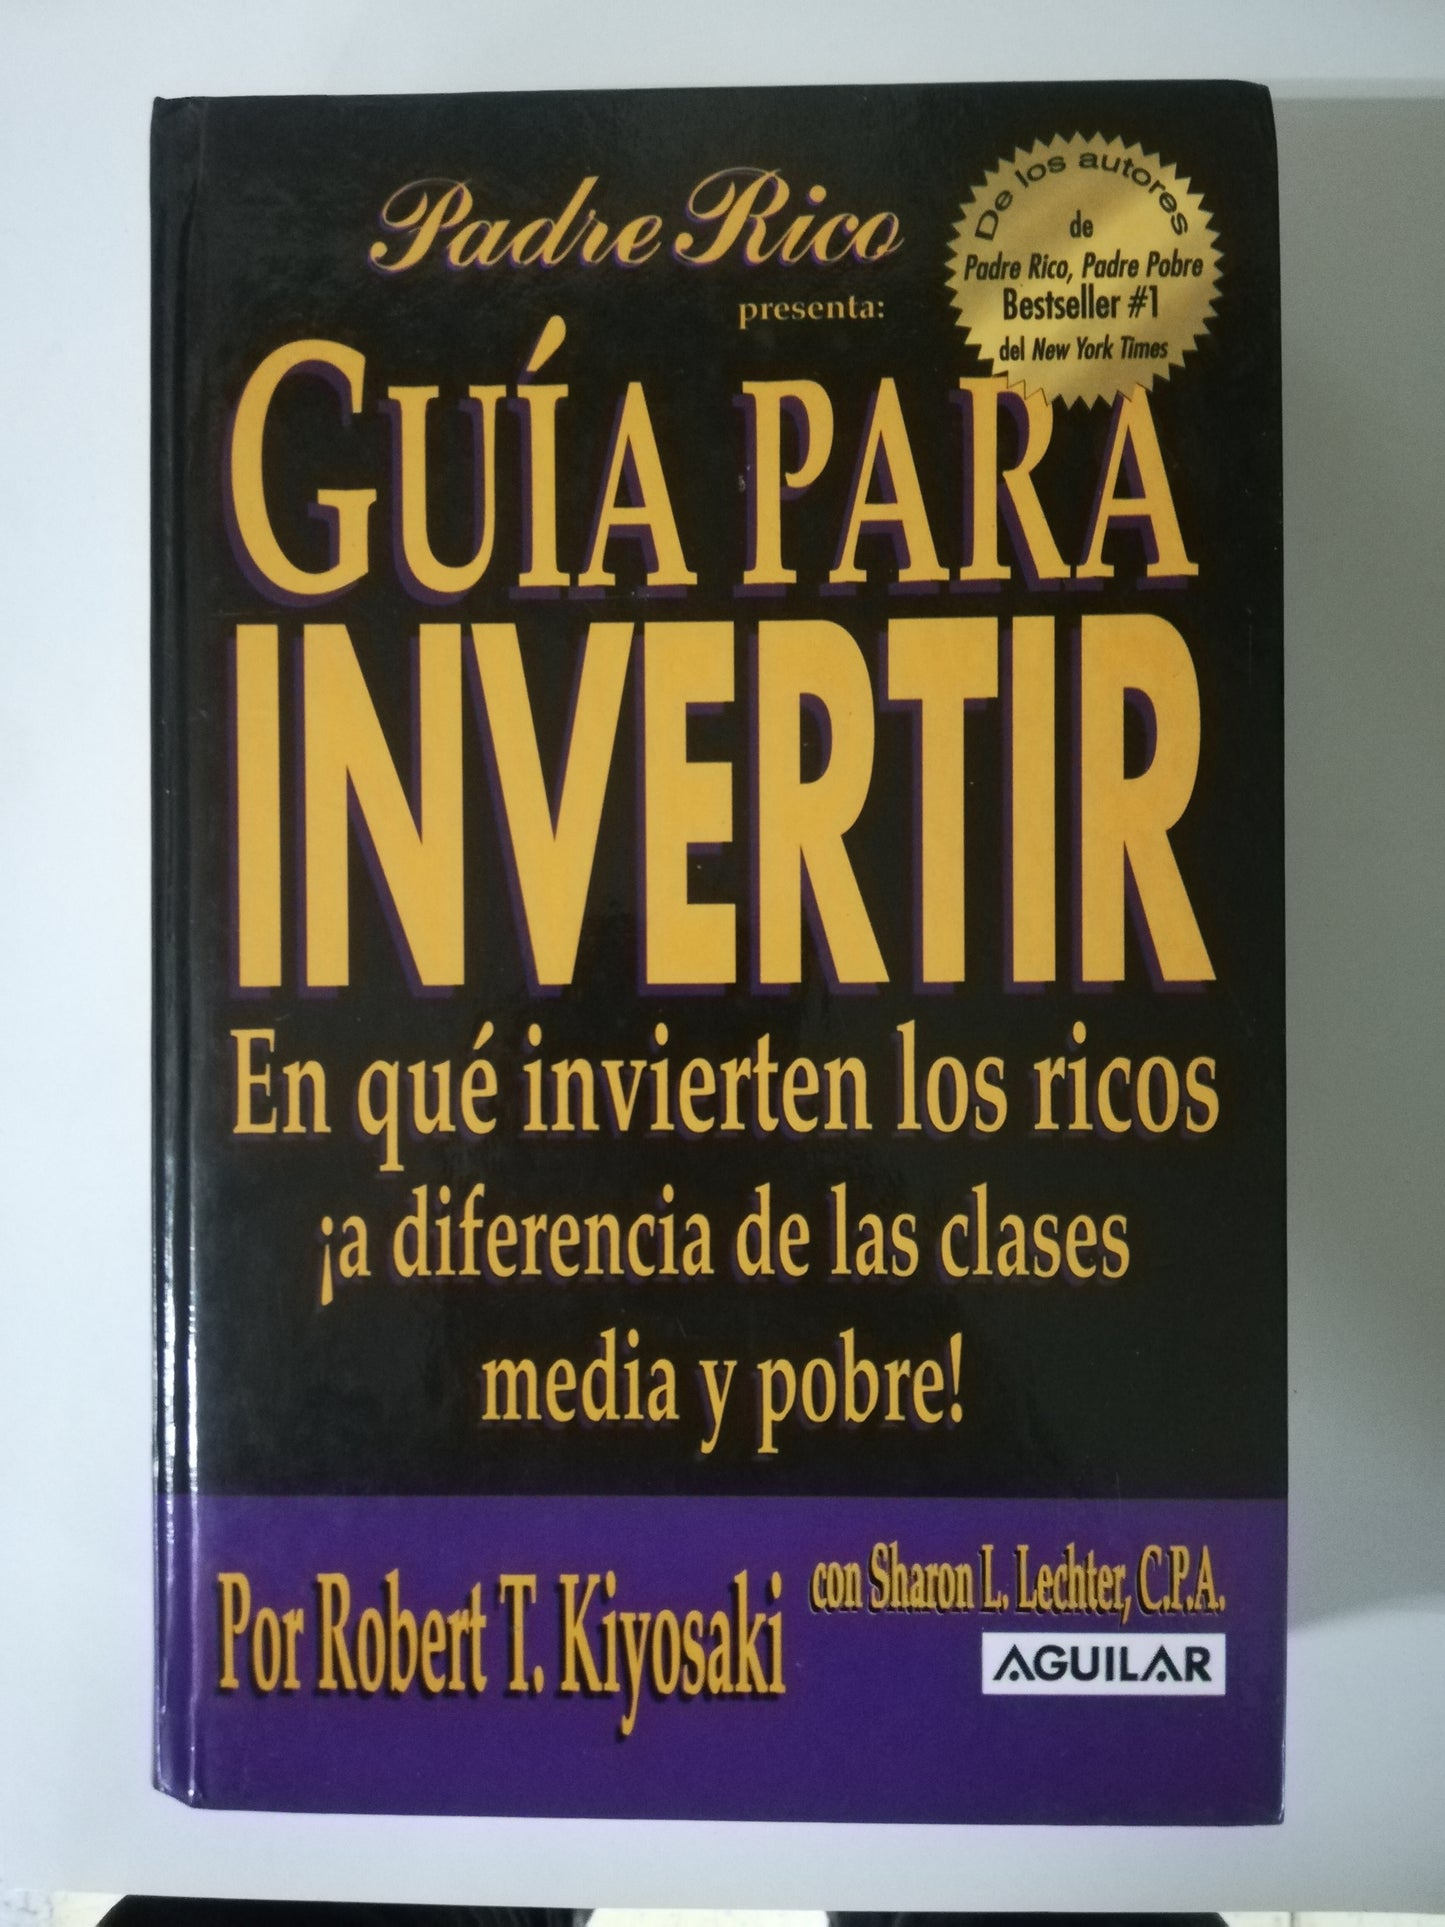 Padre Rico
presenta:
De los autores
de
Padre Rico, Padre Pobre
Bestseller #1
del New York Times
GUÍA PARA
INVERTIR
En qué invierten los ricos
¡a diferencia de las clases
media y pobre!
Por Robert T. Kiyosaki
con Sharon L. Lechter, C.P.A.
AGUILAR